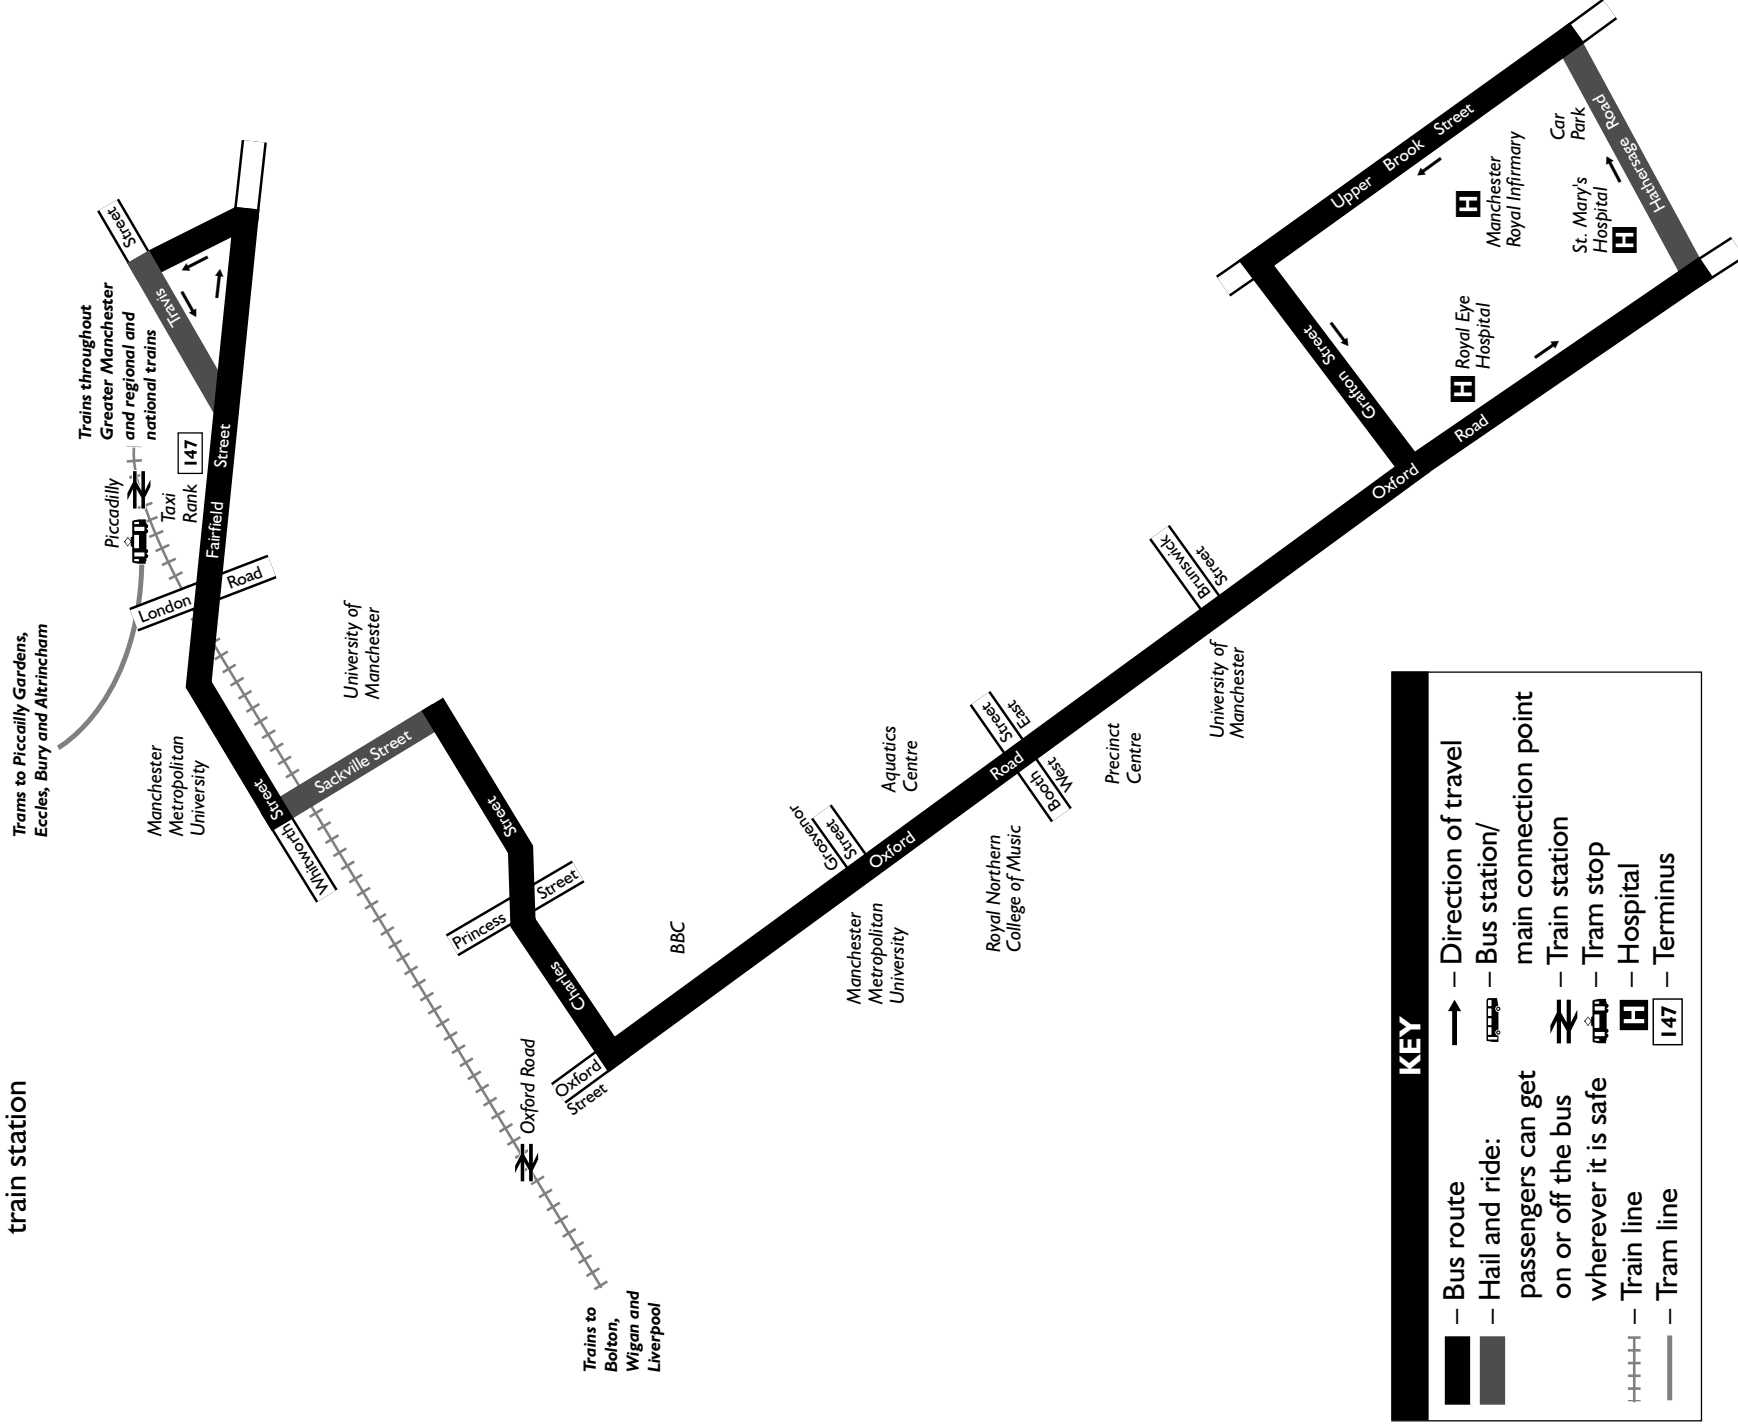 train station
Trams to Piccadilly Gardens,
Eccles, Bury and Altrincham
Trains throughout
Greater Manchester
and regional and
national trains
Piccadilly
Taxi
Rank
147
Street
Travis
Fairfield Street
London Road
Manchester
Metropolitan
University
Whitworth Street
Sackville Street
University of
Manchester
Princess Street
Charles Street
Oxford Road
Oxford
Street
Trains to
Bolton,
Wigan and
Liverpool
BBC
Grosvenor
Street
Oxford Road
Manchester
Metropolitan
University
Aquatics
Centre
Royal Northern
College of Music
Booth Street
West East
Precinct
Centre
Brunswick
Street
University of
Manchester
Oxford Road
Grafton Street
Upper Brook Street
Royal Eye
Hospital
H
Manchester
Royal Infirmary
H
St. Mary's
Hospital
H
Car
Park
Hathersage Road
KEY
– Bus route
– Hail and ride:
passengers can get
on or off the bus
wherever it is safe
– Train line
– Tram line
– Direction of travel
– Bus station/
main connection point
– Train station
– Tram stop
H – Hospital
147 – Terminus